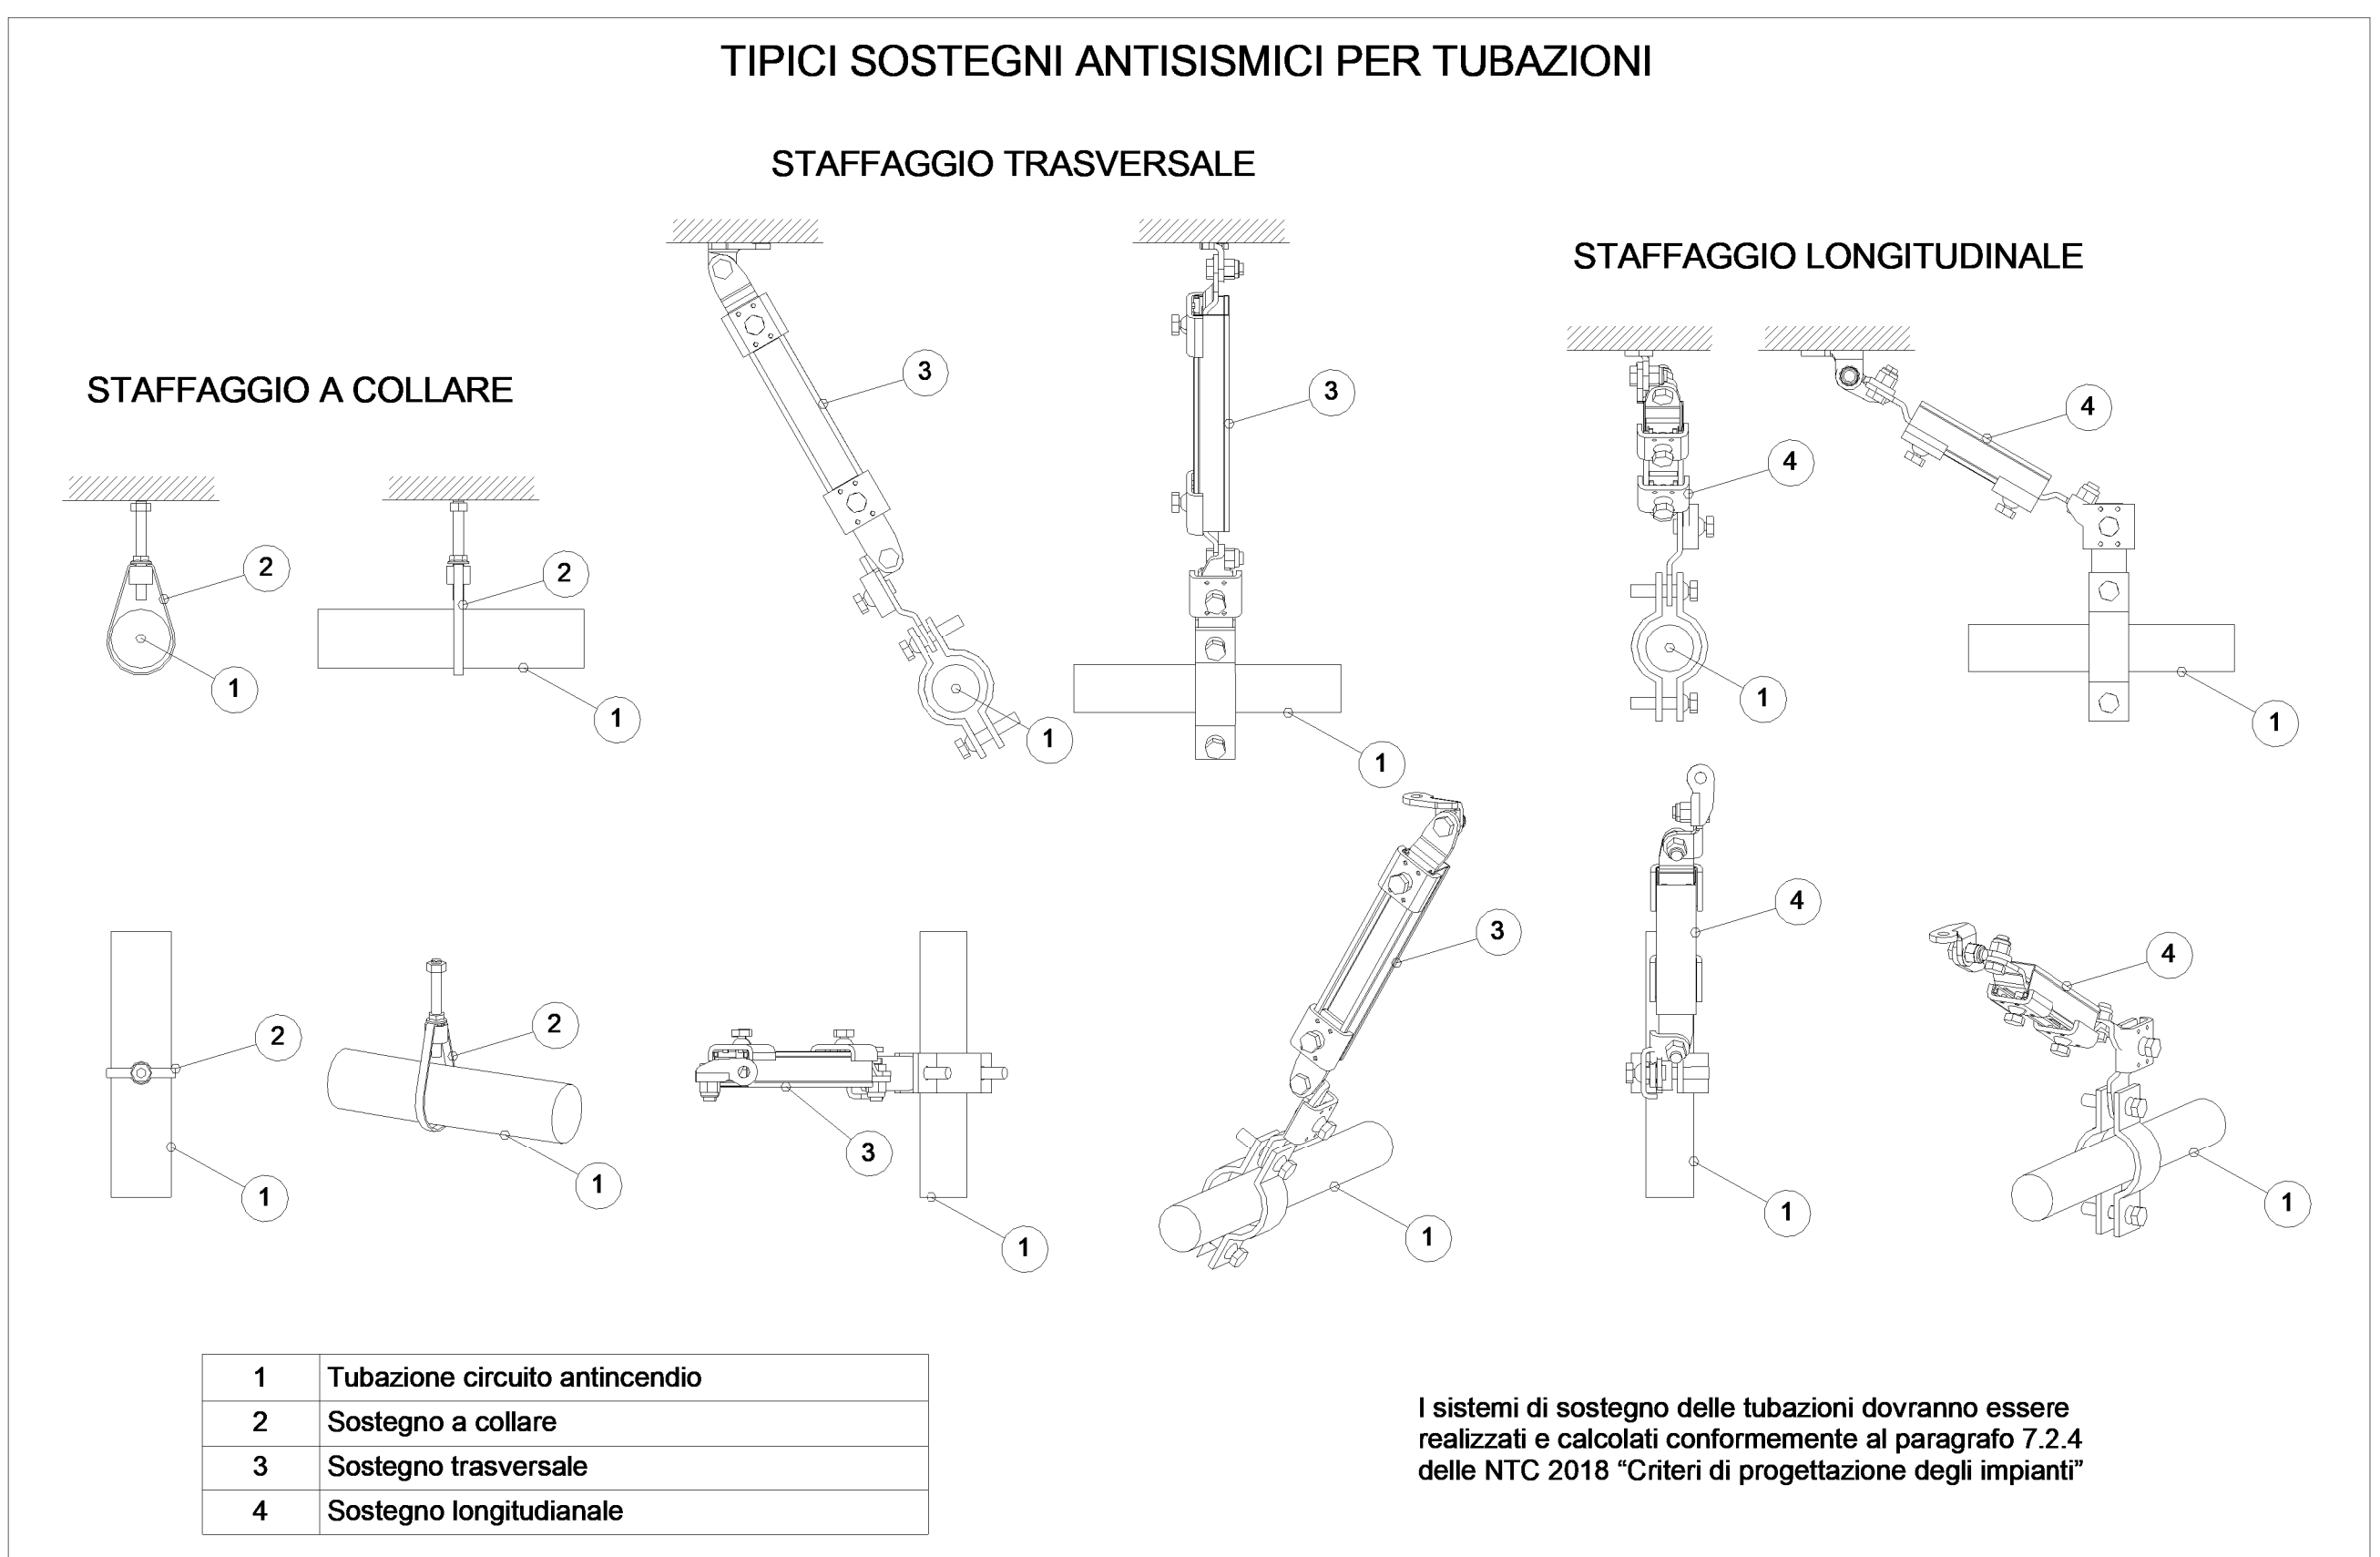 TIPICI SOSTEGNI ANTISISMICI PER TUBAZIONI
STAFFAGGIO TRASVERSALE
STAFFAGGIO LONGITUDINALE
STAFFAGGIO A COLLARE
3
3
4
4
2
2
1
1
1
1
1
1
3
4
4
2
2
3
1
1
1
1
1
1
1 Tubazione circuito antincendio
2 Sostegno a collare
3 Sostegno trasversale
4 Sostegno longitudianale
I sistemi di sostegno delle tubazioni dovranno essere
realizzati e calcolati conformemente al paragrafo 7.2.4
delle NTC 2018 “Criteri di progettazione degli impianti”